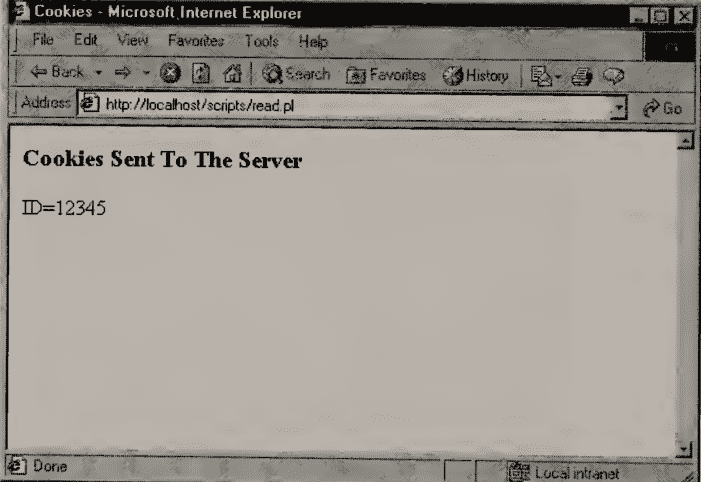 Cookies - Microsoft Internet Explorer
File Edit View Favorites Tools Help
Back Search Favorites History
Address http://localhost/scripts/read.pl Go
Cookies Sent To The Server
ID=12345
Done Local intranet